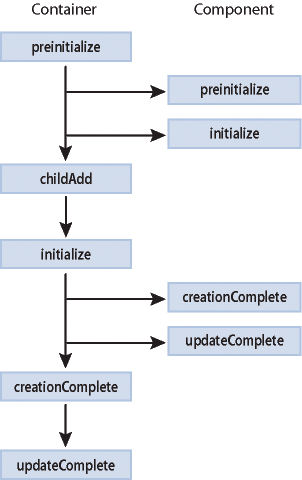 Container Component
preinitialize
preinitialize
initialize
childAdd
initialize
creationComplete
updateComplete
creationComplete
updateComplete